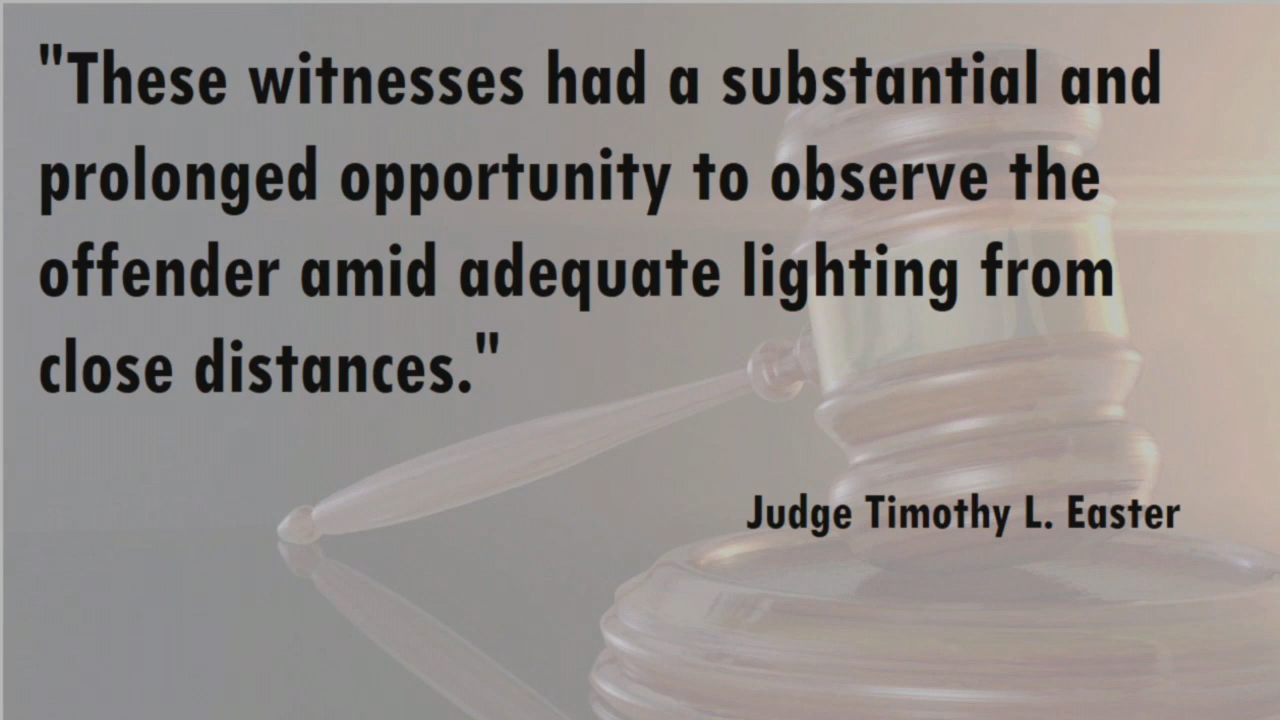 "These witnesses had a substantial and
prolonged opportunity to observe the
offender amid adequate lighting from
close distances."
Judge Timothy L. Easter